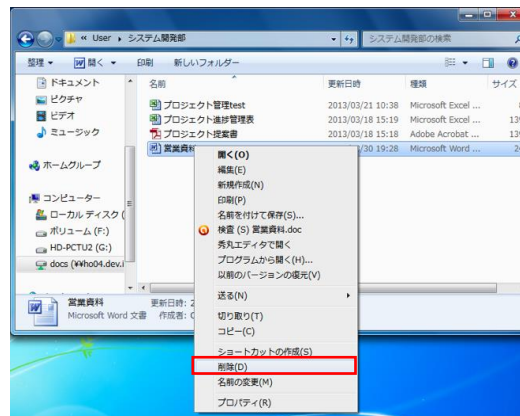 « User ▸ システム開発部
システム開発部の検索
整理 ▼ 開く ▼ 印刷 新しいフォルダー
名前 更新日時 種類 サイズ
ドキュメント
ピクチャ
ビデオ
ミュージック
ホームグループ
コンピューター
ローカル ディスク (
ボリューム (F:)
HD-PCTU2 (G:)
docs (¥¥ho04.dev.i
プロジェクト管理test 2013/03/21 10:38 Microsoft Excel ...
プロジェクト進捗管理表 2013/03/18 15:19 Microsoft Excel ... 13
プロジェクト提案書 2013/03/18 15:18 Adobe Acrobat ... 13
営業資料 /30 19:28 Microsoft Word ... 2
開く(O)
編集(E)
新規作成(N)
印刷(P)
名前を付けて保存(S)...
検査 (S) 営業資料.doc
秀丸エディタで開く
プログラムから開く(H)...
以前のバージョンの復元(V)
送る(N)
切り取り(T)
コピー(C)
ショートカットの作成(S)
削除(D)
名前の変更(M)
プロパティ(R)
営業資料 更新日時: 2
Microsoft Word 文書 作成者: C